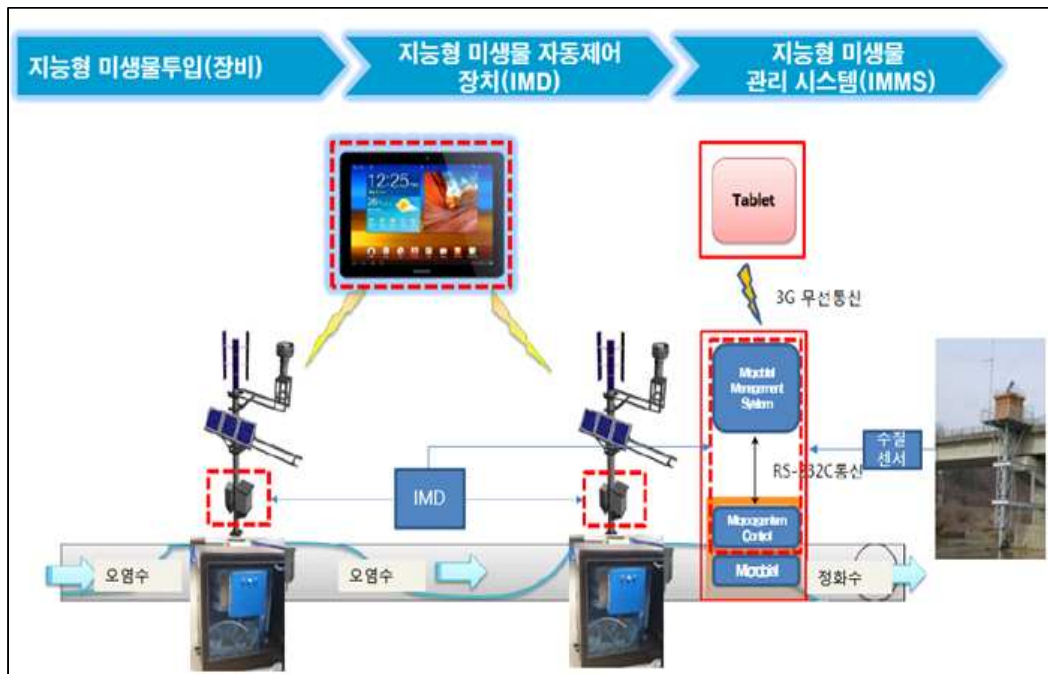 지능형 미생물투입(장비)
지능형 미생물 자동제어
장치(IMD)
지능형 미생물
관리 시스템(IMMS)
12:25
Tablet
3G 무선통신
Microbial
Management
System
수질
센서
RS-232C통신
IMD
Microorganism
Control
Microbial
오염수
오염수
정화수